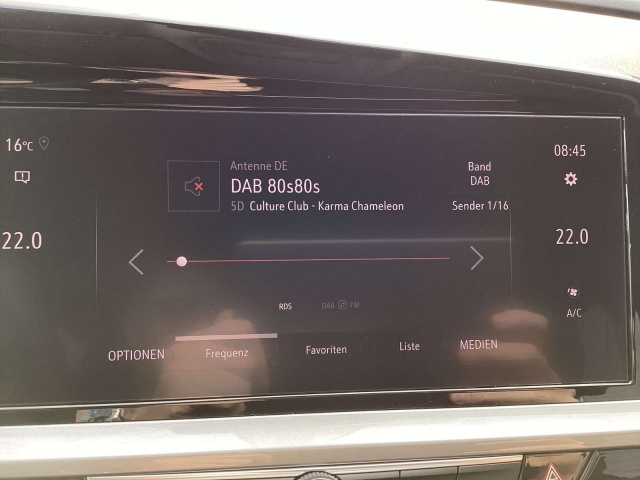 16°C
22.0
Antenne DE
DAB 80s80s
5D Culture Club - Karma Chameleon
Band
DAB
Sender 1/16
08:45
22.0
A/C
RDS
DAB FM
OPTIONEN
Frequenz
Favoriten
Liste
MEDIEN